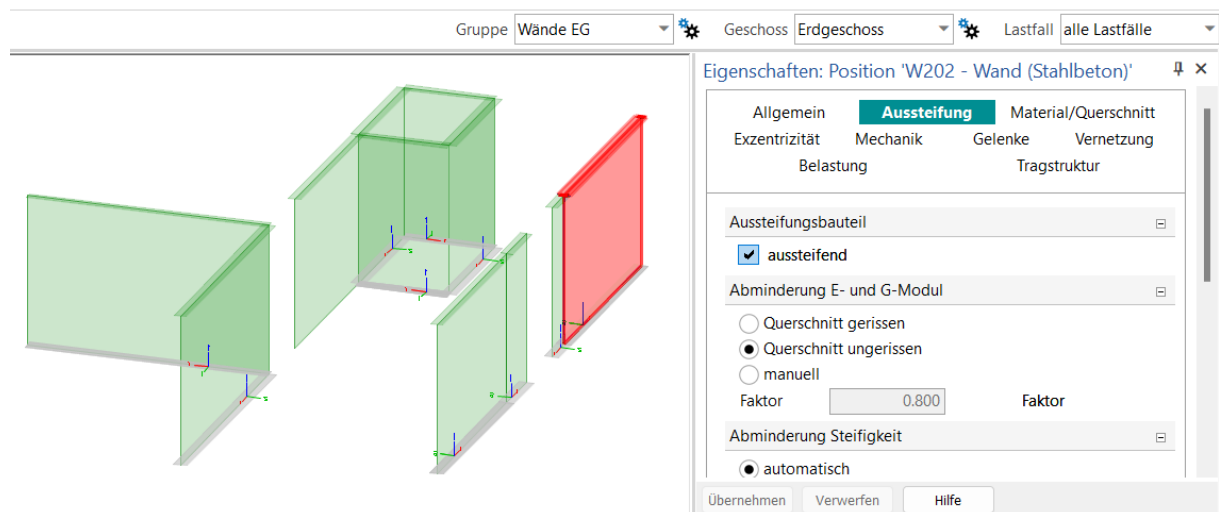 Gruppe Wände EG Geschoss Erdgeschoss Lastfall alle Lastfälle
Eigenschaften: Position 'W202 - Wand (Stahlbeton)'
Allgemein Aussteifung Material/Querschnitt
Exzentrizität Mechanik Gelenke Vernetzung
Belastung Tragstruktur
Aussteifungsbauteil
aussteifend
Abminderung E- und G-Modul
Querschnitt gerissen
Querschnitt ungerissen
manuell
Faktor 0.800 Faktor
Abminderung Steifigkeit
automatisch
Übernehmen Verwerfen Hilfe